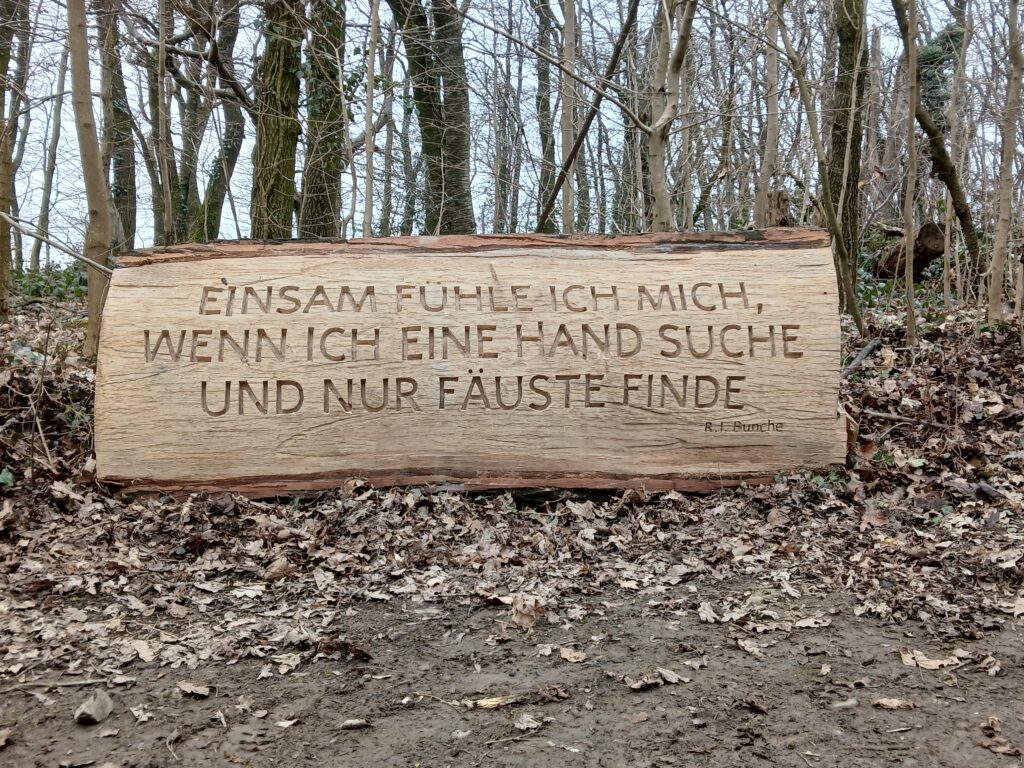 EINSAM FÜHLE ICH MICH,
WENN ICH EINE HAND SUCHE
UND NUR FÄUSTE FINDE
R.J. Bunche